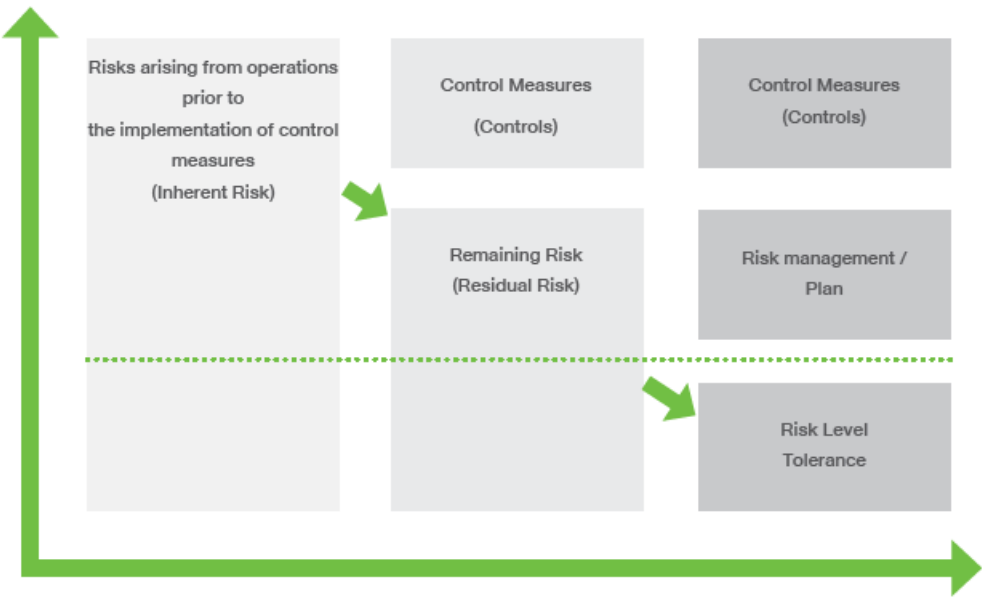 Risks arising from operations
prior to
the implementation of control
measures
(Inherent Risk)
Control Measures
(Controls)
Remaining Risk
(Residual Risk)
Control Measures
(Controls)
Risk management /
Plan
Risk Level
Tolerance